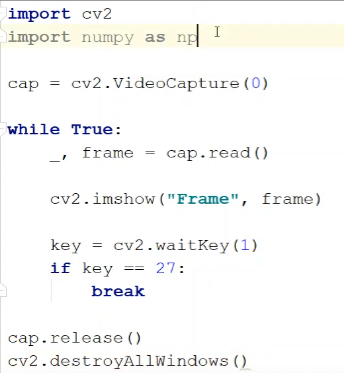 import cv2
import numpy as np
cap = cv2.VideoCapture(0)
while True:
    _, frame = cap.read()
    cv2.imshow("Frame", frame)
    key = cv2.waitKey(1)
    if key == 27:
        break
cap.release()
cv2.destroyAllWindows()